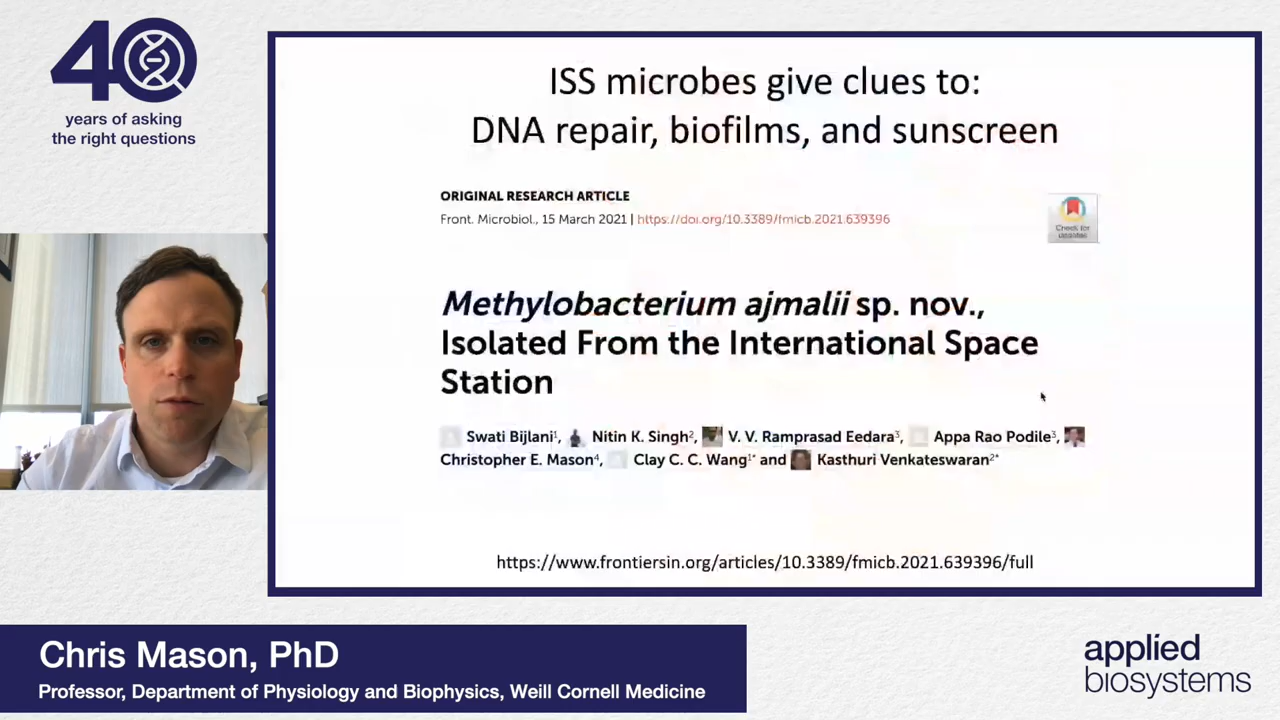 40
years of asking
the right questions
ISS microbes give clues to:
DNA repair, biofilms, and sunscreen
ORIGINAL RESEARCH ARTICLE
Front. Microbiol., 15 March 2021 | https://doi.org/10.3389/fmicb.2021.639396
Check for
updates
Methylobacterium ajmalii sp. nov.,
Isolated From the International Space
Station
Swati Bijlani¹, Nitin K. Singh², V. V. Ramprasad Eedara³, Appa Rao Podile³,
Christopher E. Mason⁴, Clay C. C. Wang¹* and Kasthuri Venkateswaran²*
https://www.frontiersin.org/articles/10.3389/fmicb.2021.639396/full
Chris Mason, PhD
Professor, Department of Physiology and Biophysics, Weill Cornell Medicine
applied
biosystems